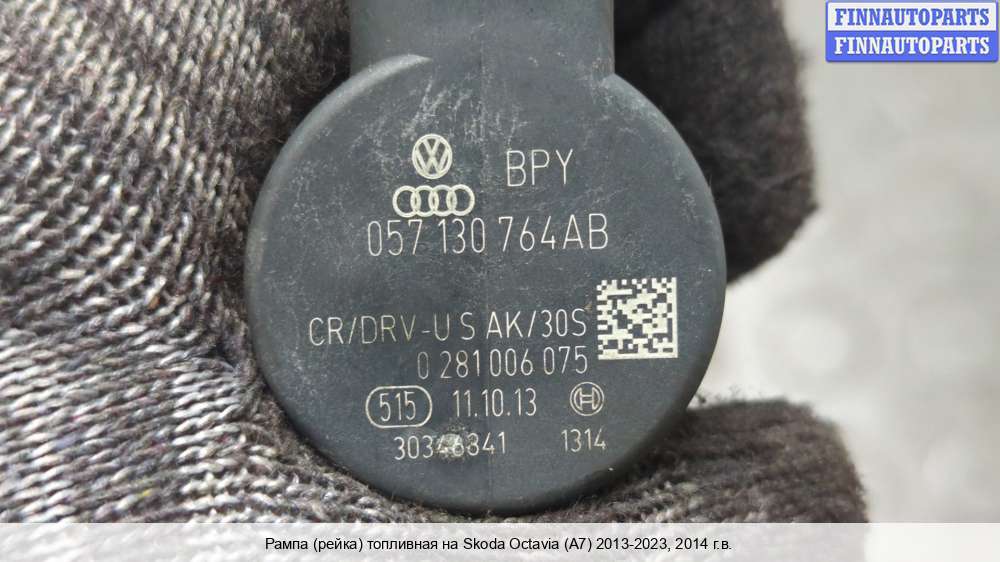 FINNAUTOPARTS
FINNAUTOPARTS
BPY
057 130 764AB
CR/DRV-U S AK/30S
0 281 006 075
515 11.10.13
30346841 1314
Рампа (рейка) топливная на Skoda Octavia (A7) 2013-2023, 2014 г.в.